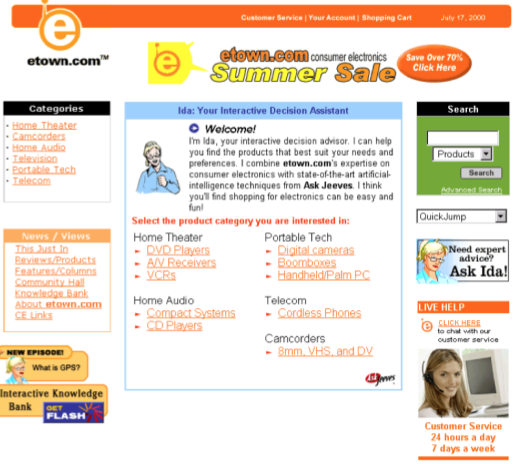 Customer Service | Your Account | Shopping Cart
July 17, 2000
e
etown.com™
etown.com consumer electronics
Summer Sale
Save Over 70%
Click Here
Categories
Home Theater
Camcorders
Home Audio
Television
Portable Tech
Telecom
News / Views
This Just In
Reviews/Products
Features/Columns
Community Hall
Knowledge Bank
About etown.com
CE Links
NEW EPISODE!
What is GPS?
Interactive Knowledge
Bank
GET
FLASH
Ida: Your Interactive Decision Assistant
Welcome!
I'm Ida, your interactive decision advisor. I can help
you find the products that best suit your needs and
preferences. I combine etown.com's expertise on
consumer electronics with state-of-the-art artificial-
intelligence techniques from Ask Jeeves. I think
you'll find shopping for electronics can be easy and
fun!
Select the product category you are interested in:
Home Theater
DVD Players
A/V Receivers
VCRs
Home Audio
Compact Systems
CD Players
Portable Tech
Digital cameras
Boomboxes
Handheld/Palm PC
Telecom
Cordless Phones
Camcorders
8mm, VHS, and DV
Ask Jeeves
Search
Products
Search
Advanced Search
QuickJump
Need expert
advice?
Ask Ida!
LIVE HELP
CLICK HERE
to chat with our
customer service
Customer Service
24 hours a day
7 days a week